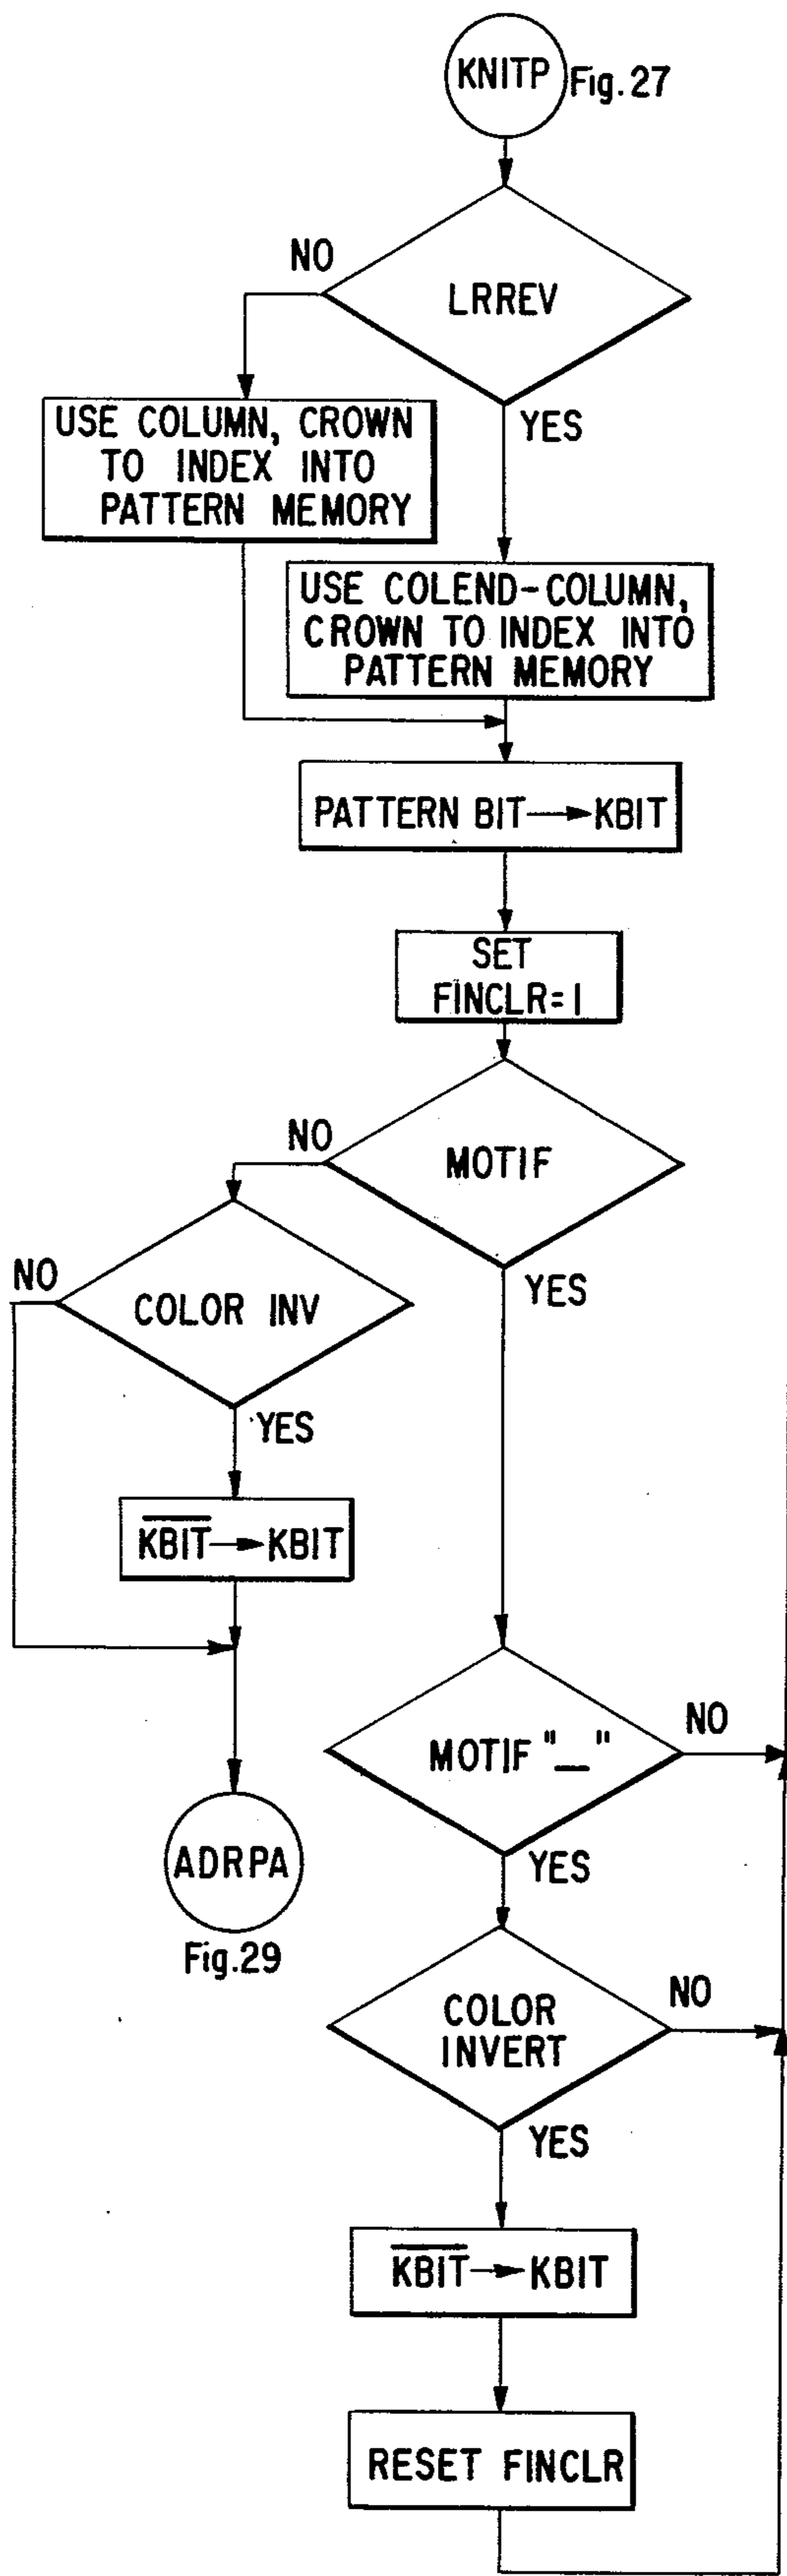 KNITP Fig. 27
LRREV
NO
YES
USE COLUMN, CROWN
TO INDEX INTO
PATTERN MEMORY
USE COLEND-COLUMN,
CROWN TO INDEX INTO
PATTERN MEMORY
PATTERN BIT → KBIT
SET
FINCLR=1
MOTIF
NO
YES
COLOR INV
NO
YES
K̅B̅I̅T̅ → KBIT
ADRPA
Fig.29
MOTIF "_"
NO
YES
COLOR
INVERT
NO
YES
K̅B̅I̅T̅ → KBIT
RESET FINCLR